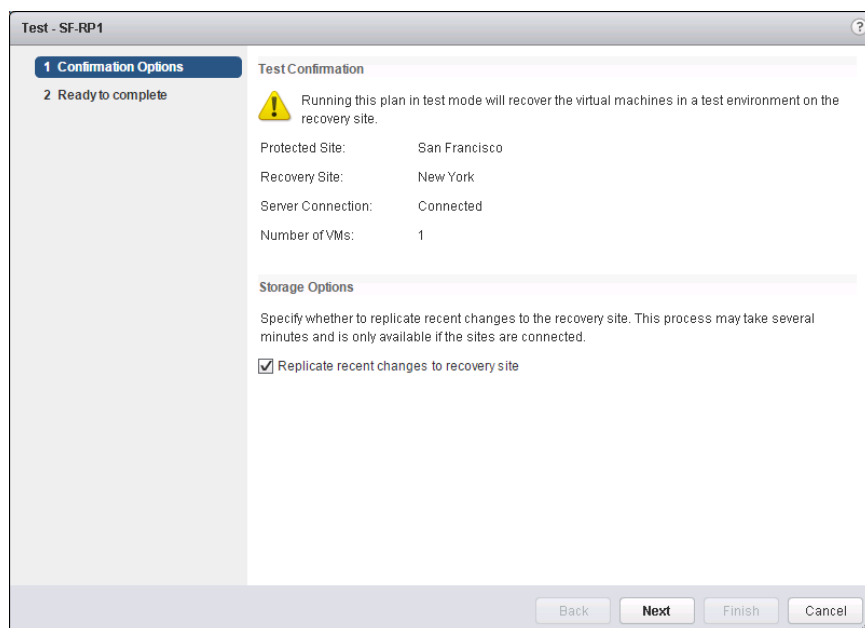 Test - SF-RP1
?
1 Confirmation Options
2 Ready to complete
Test Confirmation
Running this plan in test mode will recover the virtual machines in a test environment on the
recovery site.
Protected Site: San Francisco
Recovery Site: New York
Server Connection: Connected
Number of VMs: 1
Storage Options
Specify whether to replicate recent changes to the recovery site. This process may take several
minutes and is only available if the sites are connected.
Replicate recent changes to recovery site
Back Next Finish Cancel